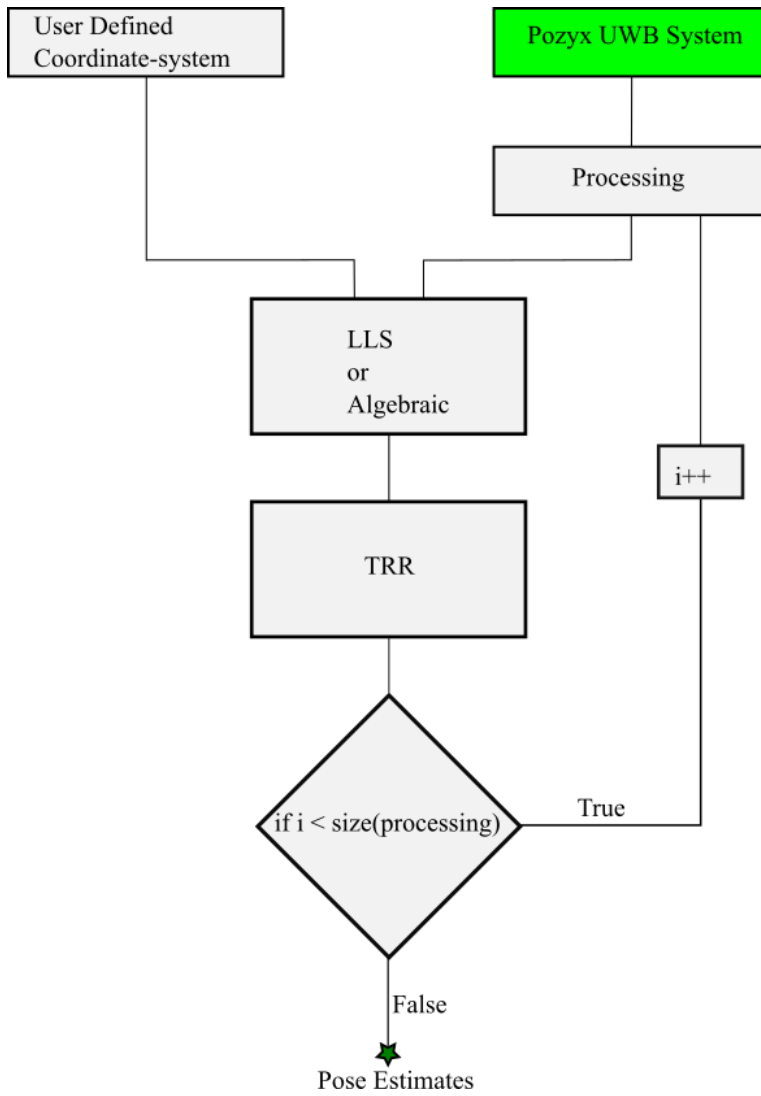 User Defined
Coordinate-system
Pozyx UWB System
Processing
LLS
or
Algebraic
i++
TRR
if i < size(processing)
True
False
Pose Estimates